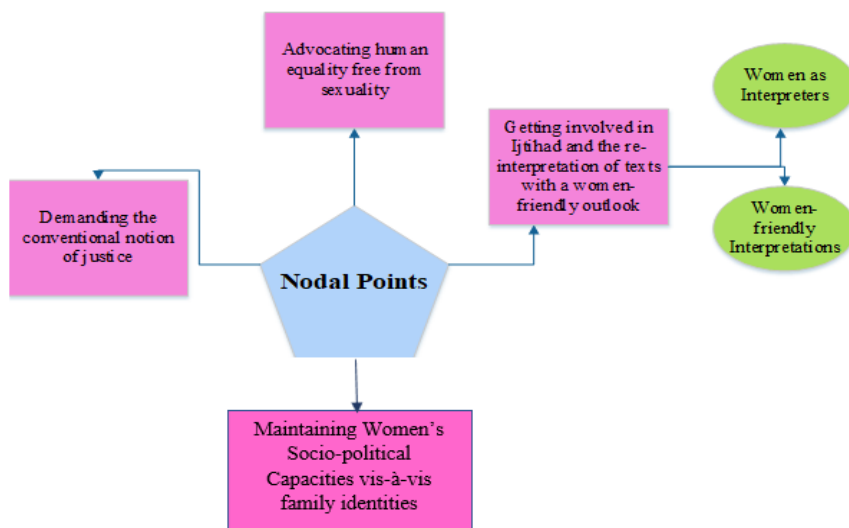 Advocating human
equality free from
sexuality
Women as
Interpreters
Getting involved in
Ijtihad and the re-
interpretation of texts
with a women-
friendly outlook
Women-
friendly
Interpretations
Demanding the
conventional notion
of justice
Nodal Points
Maintaining Women’s
Socio-political
Capacities vis-à-vis
family identities